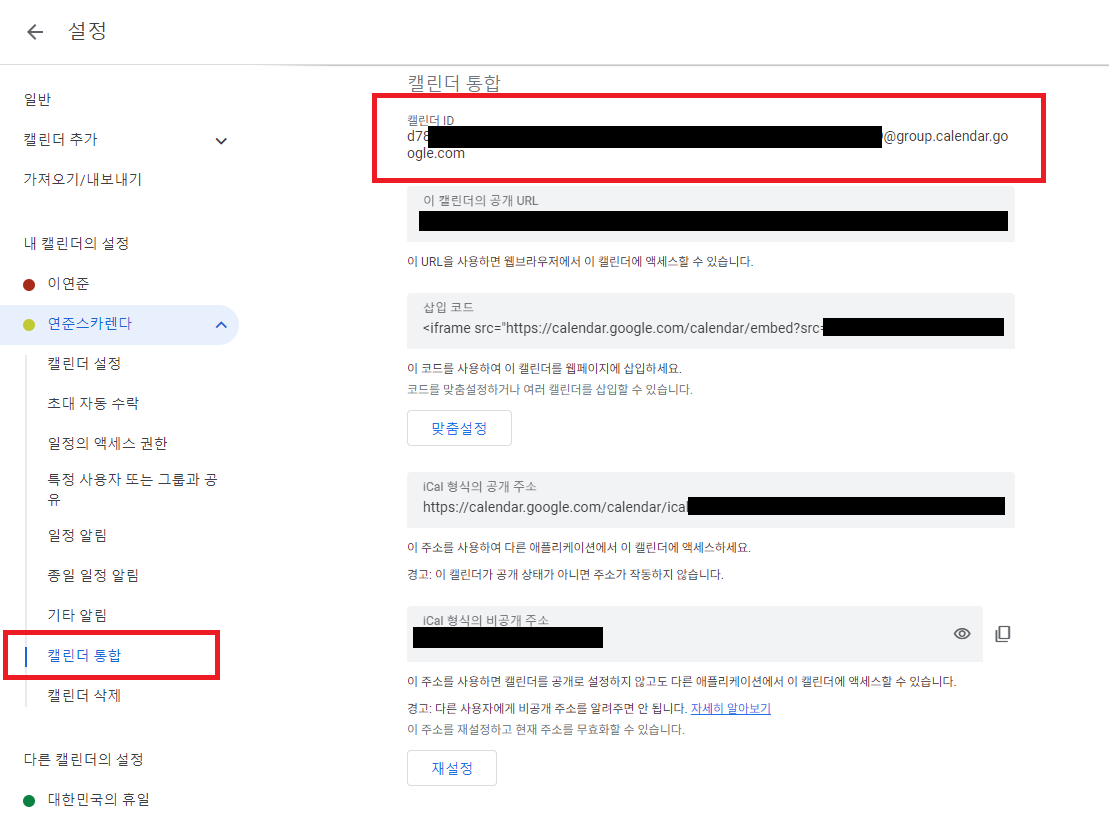 설정
일반
캘린더 추가
가져오기/내보내기
내 캘린더의 설정
이연준
연준스카렌다
캘린더 설정
초대 자동 수락
일정의 액세스 권한
특정 사용자 또는 그룹과 공
유
일정 알림
종일 일정 알림
기타 알림
캘린더 통합
캘린더 삭제
다른 캘린더의 설정
대한민국의 휴일
캘린더 통합
캘린더 ID
d78 @group.calendar.go
ogle.com
이 캘린더의 공개 URL
이 URL을 사용하면 웹브라우저에서 이 캘린더에 액세스할 수 있습니다.
삽입 코드
<iframe src="https://calendar.google.com/calendar/embed?src=
이 코드를 사용하여 이 캘린더를 웹페이지에 삽입하세요.
코드를 맞춤설정하거나 여러 캘린더를 삽입할 수 있습니다.
맞춤설정
iCal 형식의 공개 주소
https://calendar.google.com/calendar/ical
이 주소를 사용하여 다른 애플리케이션에서 이 캘린더에 액세스하세요.
경고: 이 캘린더가 공개 상태가 아니면 주소가 작동하지 않습니다.
iCal 형식의 비공개 주소
이 주소를 사용하면 캘린더를 공개로 설정하지 않고도 다른 애플리케이션에서 이 캘린더에 액세스할 수 있습니다.
경고: 다른 사용자에게 비공개 주소를 알려주면 안 됩니다. 자세히 알아보기
이 주소를 재설정하고 현재 주소를 무효화할 수 있습니다.
재설정